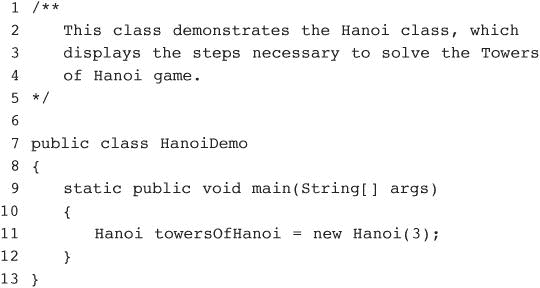 1 /**
2    This class demonstrates the Hanoi class, which
3    displays the steps necessary to solve the Towers
4    of Hanoi game.
5 */
6
7 public class HanoiDemo
8 {
9    static public void main(String[] args)
10    {
11       Hanoi towersOfHanoi = new Hanoi(3);
12    }
13 }